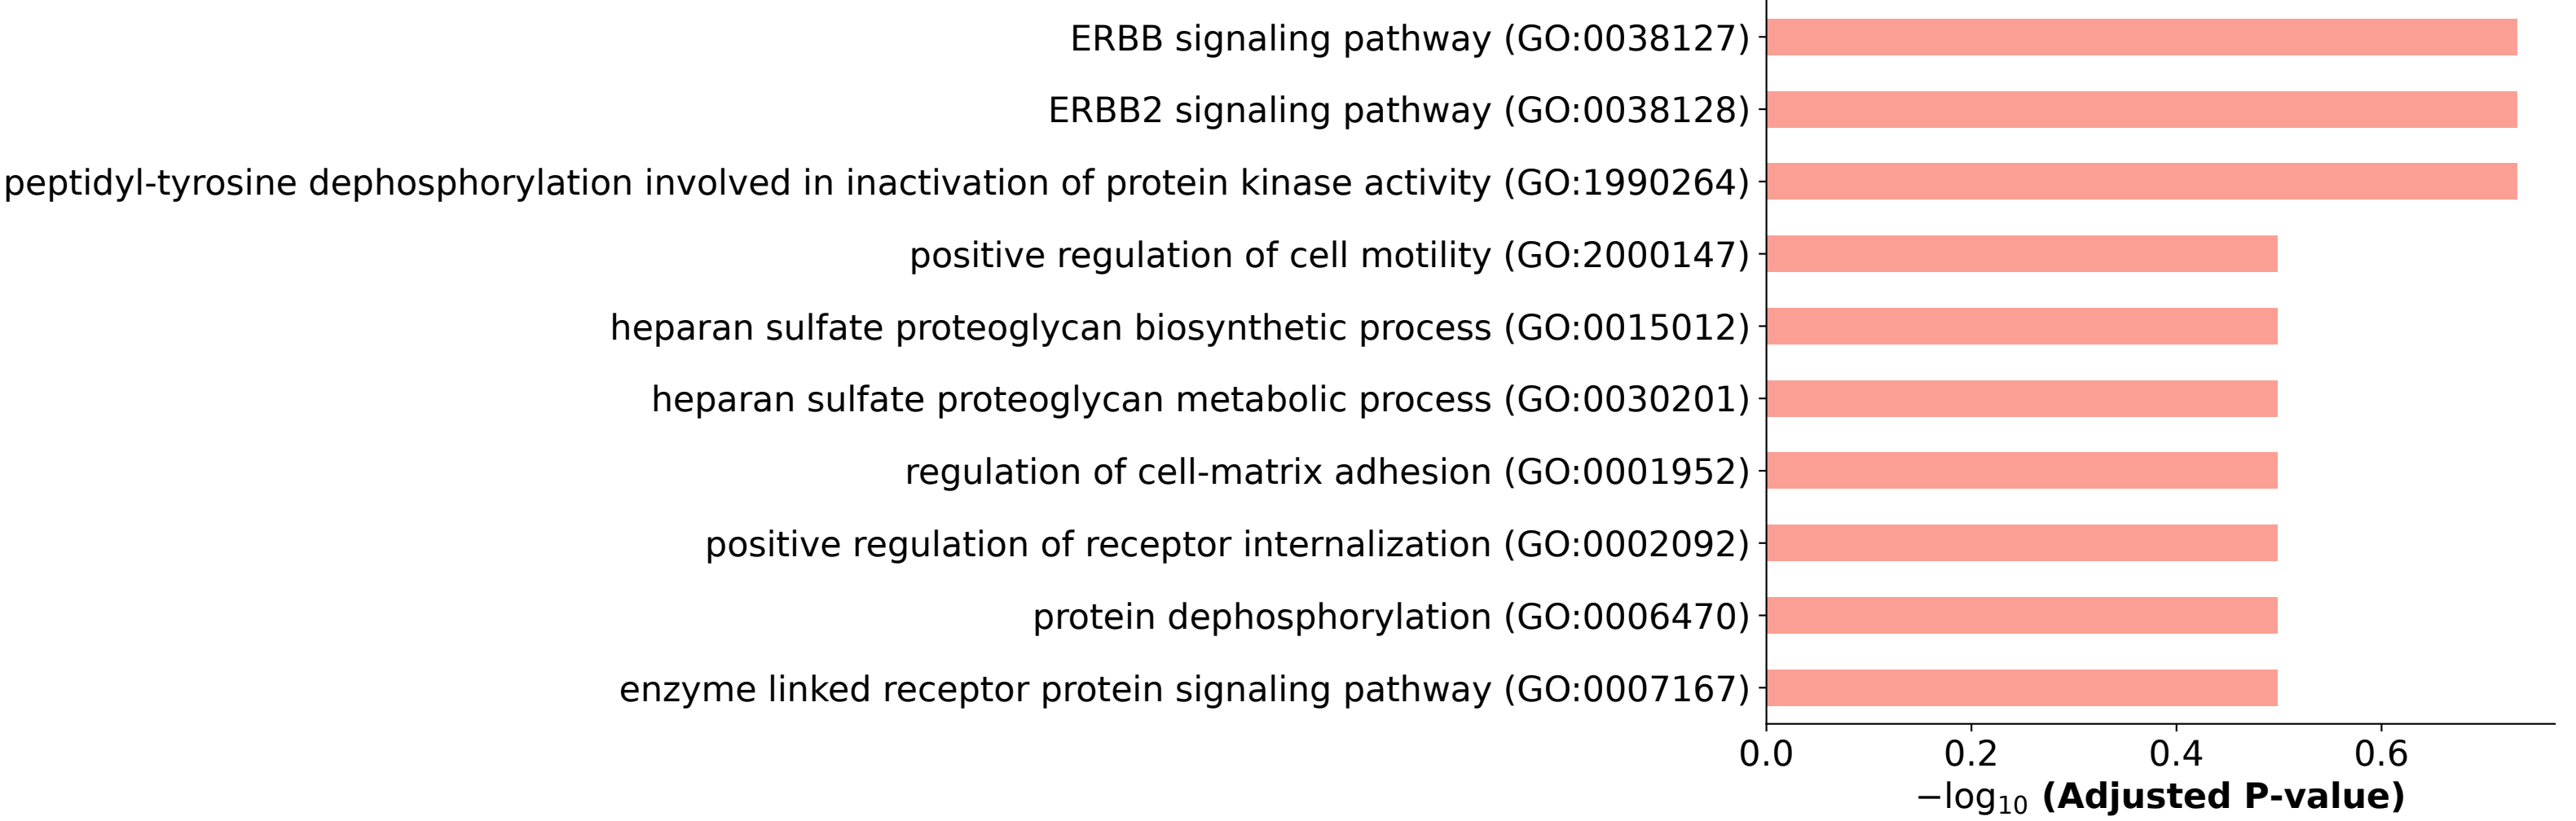 ERBB signaling pathway (GO:0038127)
ERBB2 signaling pathway (GO:0038128)
peptidyl-tyrosine dephosphorylation involved in inactivation of protein kinase activity (GO:1990264)
positive regulation of cell motility (GO:2000147)
heparan sulfate proteoglycan biosynthetic process (GO:0015012)
heparan sulfate proteoglycan metabolic process (GO:0030201)
regulation of cell-matrix adhesion (GO:0001952)
positive regulation of receptor internalization (GO:0002092)
protein dephosphorylation (GO:0006470)
enzyme linked receptor protein signaling pathway (GO:0007167)
0.0 0.2 0.4 0.6
−log₁₀ (Adjusted P-value)